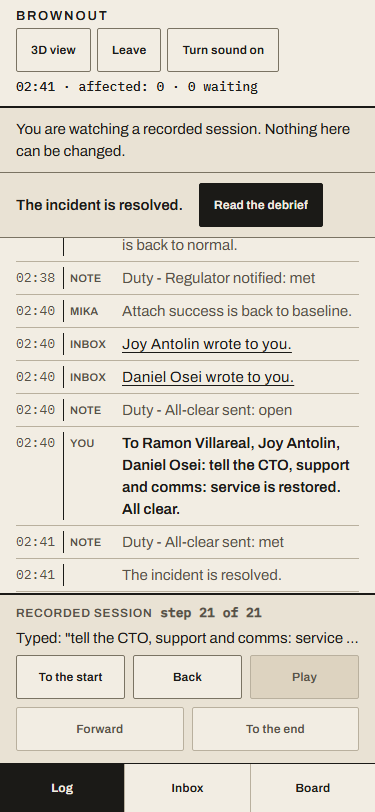 BROWNOUT
3D view Leave Turn sound on
02:41 · affected: 0 · 0 waiting
You are watching a recorded session. Nothing here
can be changed.
The incident is resolved. Read the debrief
is back to normal.
02:38 NOTE Duty - Regulator notified: met
02:40 MIKA Attach success is back to baseline.
02:40 INBOX Joy Antolin wrote to you.
02:40 INBOX Daniel Osei wrote to you.
02:40 NOTE Duty - All-clear sent: open
02:40 YOU To Ramon Villareal, Joy Antolin,
Daniel Osei: tell the CTO, support
and comms: service is restored.
All clear.
02:41 NOTE Duty - All-clear sent: met
02:41 The incident is resolved.
RECORDED SESSION step 21 of 21
Typed: "tell the CTO, support and comms: service ...
To the start Back Play
Forward To the end
Log Inbox Board